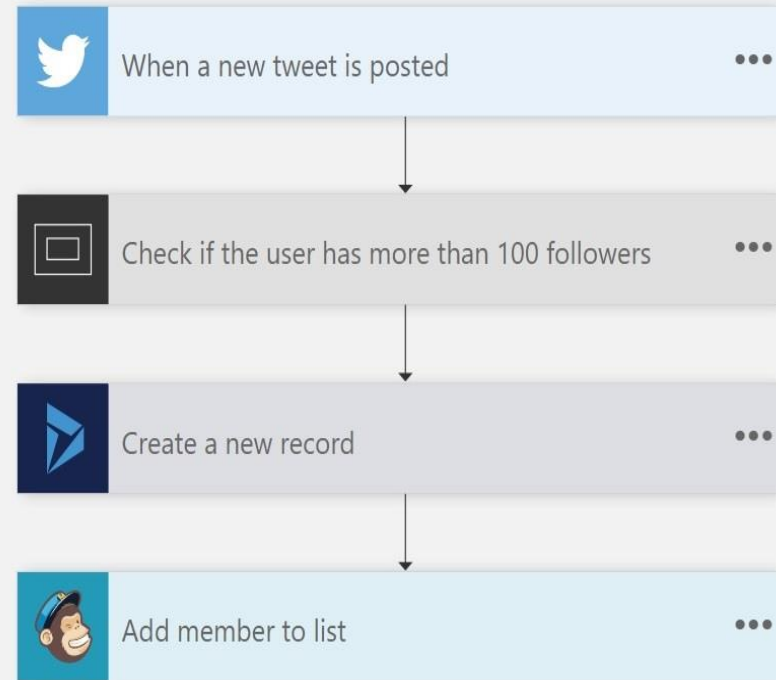 When a new tweet is posted
Check if the user has more than 100 followers
Create a new record
Add member to list